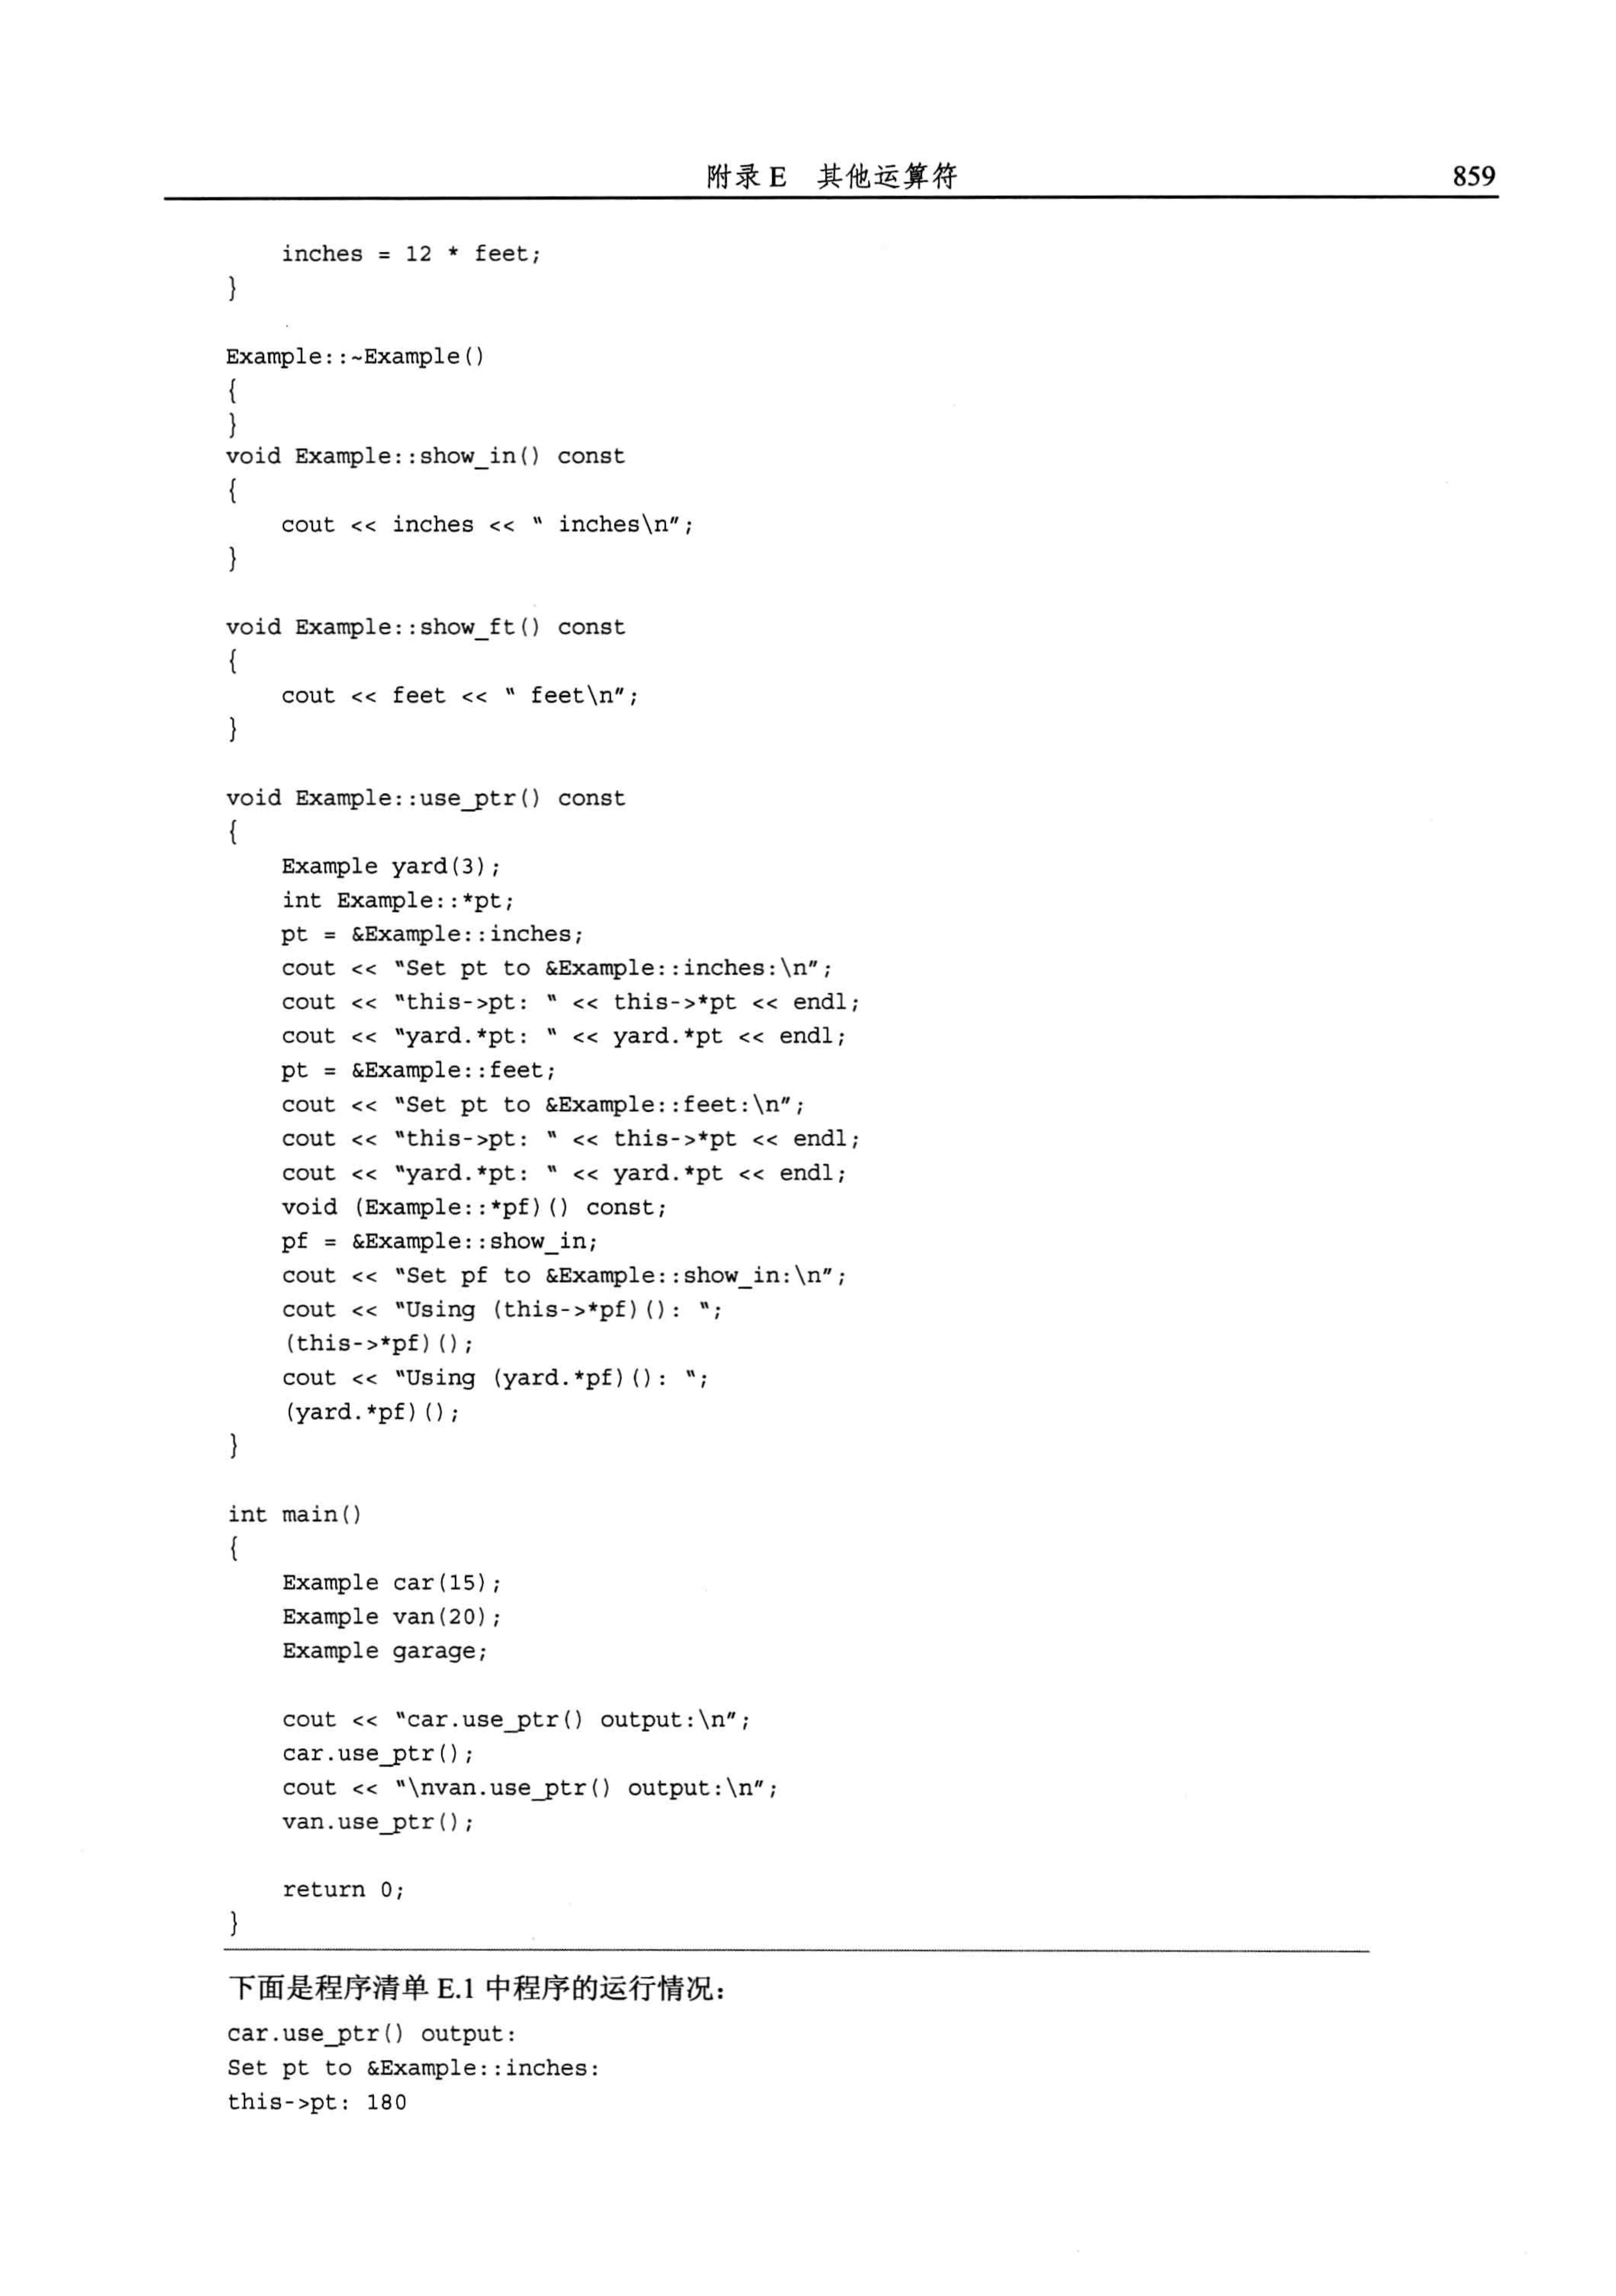 附录 E 其他运算符 859
    inches = 12 * feet;
}
Example::~Example()
{
}
void Example::show_in() const
{
    cout << inches << " inches\n";
}
void Example::show_ft() const
{
    cout << feet << " feet\n";
}
void Example::use_ptr() const
{
    Example yard(3);
    int Example::*pt;
    pt = &Example::inches;
    cout << "Set pt to &Example::inches:\n";
    cout << "this->pt: " << this->*pt << endl;
    cout << "yard.*pt: " << yard.*pt << endl;
    pt = &Example::feet;
    cout << "Set pt to &Example::feet:\n";
    cout << "this->pt: " << this->*pt << endl;
    cout << "yard.*pt: " << yard.*pt << endl;
    void (Example::*pf)() const;
    pf = &Example::show_in;
    cout << "Set pf to &Example::show_in:\n";
    cout << "Using (this->*pf)(): ";
    (this->*pf)();
    cout << "Using (yard.*pf)(): ";
    (yard.*pf)();
}
int main()
{
    Example car(15);
    Example van(20);
    Example garage;
    cout << "car.use_ptr() output:\n";
    car.use_ptr();
    cout << "\nvan.use_ptr() output:\n";
    van.use_ptr();
    return 0;
}
下面是程序清单 E.1 中程序的运行情况：
car.use_ptr() output:
Set pt to &Example::inches:
this->pt: 180